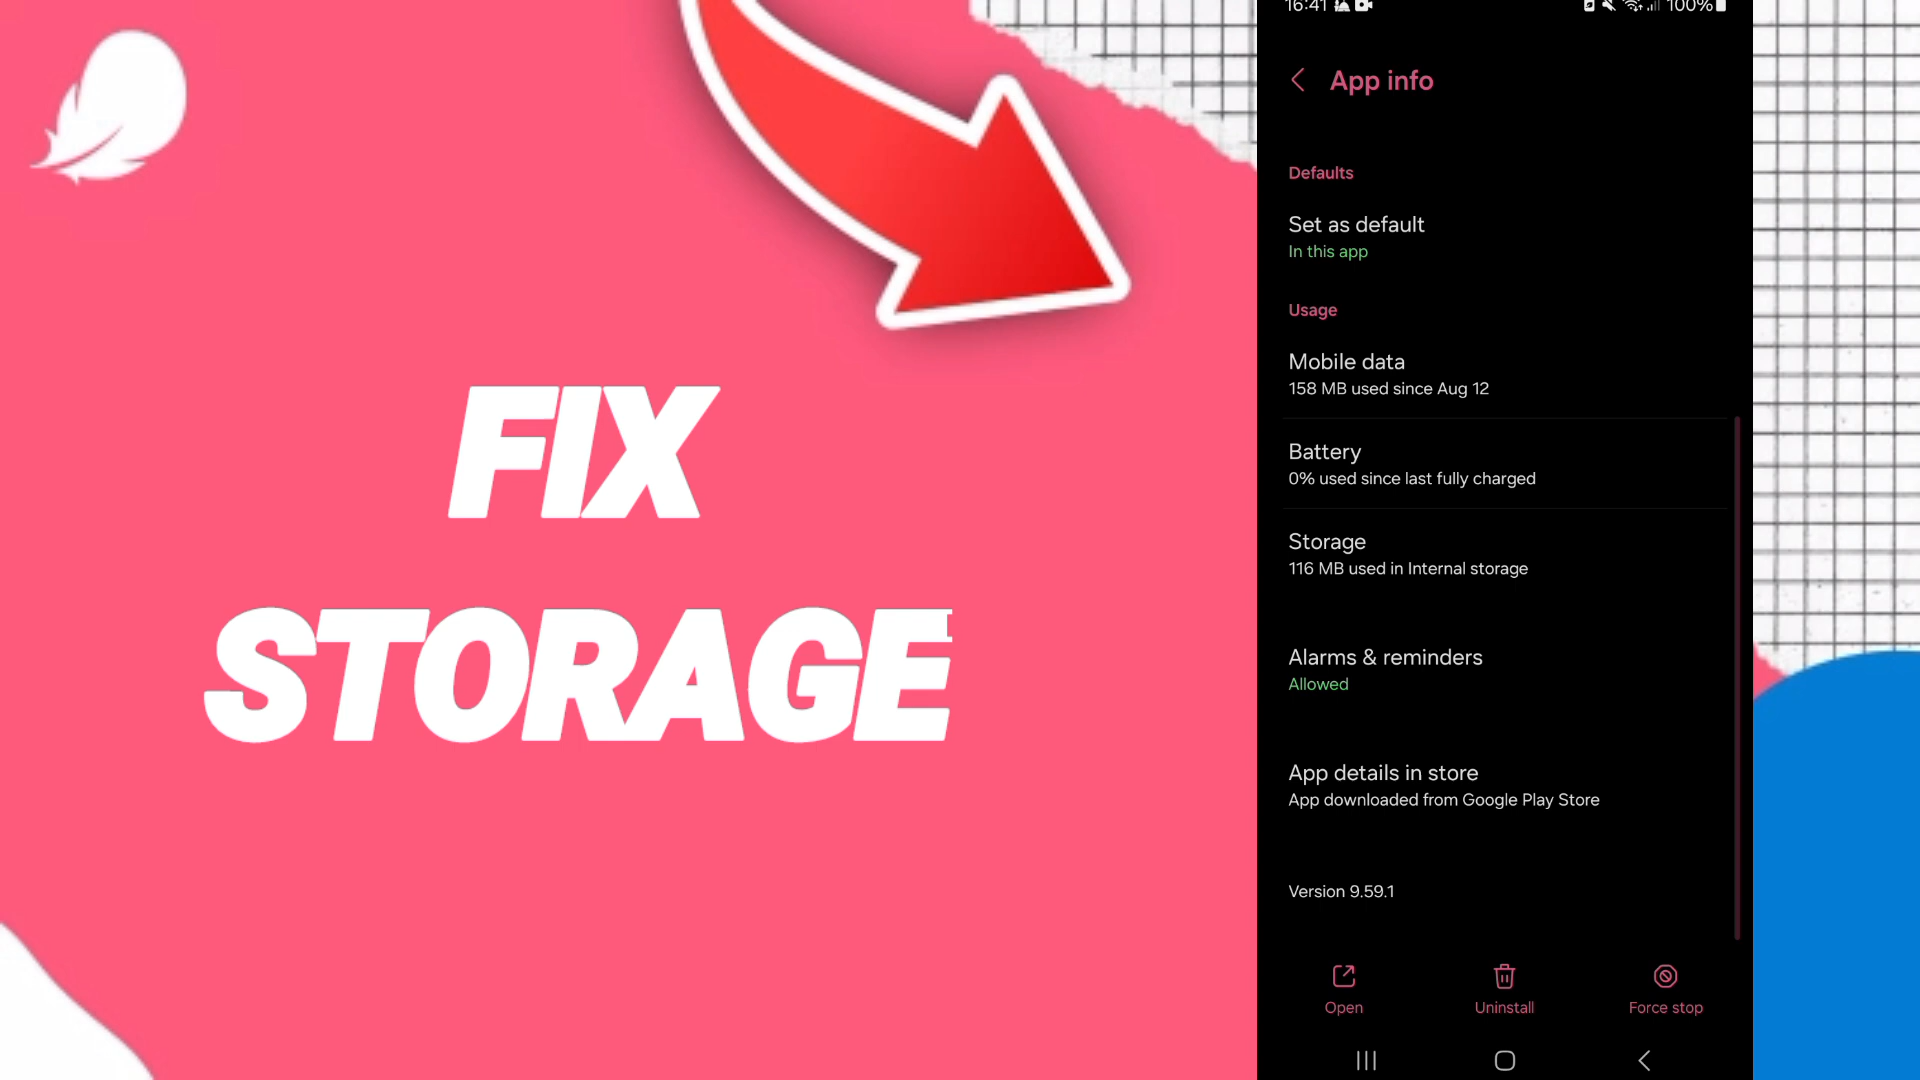 FIX
STORAGE
16:41
100%
App info
Defaults
Set as default
In this app
Usage
Mobile data
158 MB used since Aug 12
Battery
0% used since last fully charged
Storage
116 MB used in Internal storage
Alarms & reminders
Allowed
App details in store
App downloaded from Google Play Store
Version 9.59.1
Open
Uninstall
Force stop